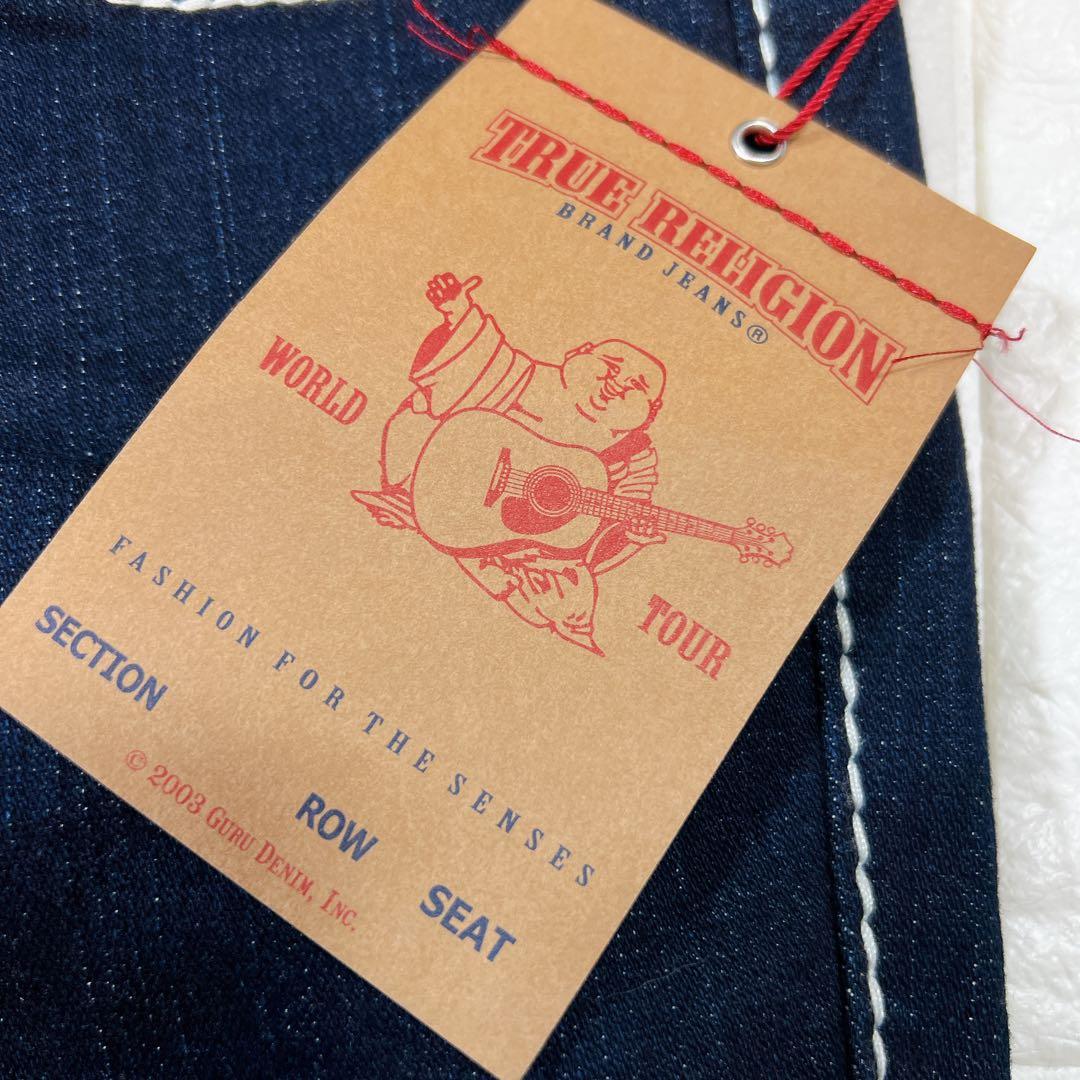 TRUE RELIGION
BRAND JEANS®
WORLD
TOUR
FASHION FOR THE SENSES
SECTION
ROW
SEAT
© 2003 GURU DENIM, INC.